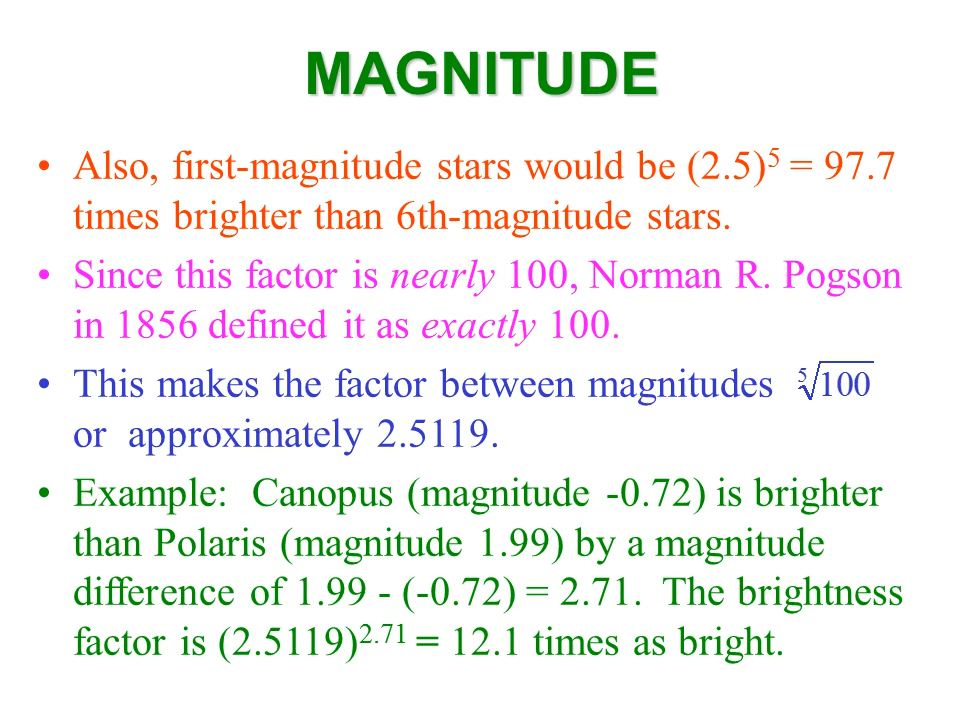 MAGNITUDE
• Also, first-magnitude stars would be (2.5)⁵ = 97.7
times brighter than 6th-magnitude stars.
• Since this factor is nearly 100, Norman R. Pogson
in 1856 defined it as exactly 100.
• This makes the factor between magnitudes ⁵√100
or approximately 2.5119.
• Example: Canopus (magnitude -0.72) is brighter
than Polaris (magnitude 1.99) by a magnitude
difference of 1.99 - (-0.72) = 2.71. The brightness
factor is (2.5119)²·⁷¹ = 12.1 times as bright.